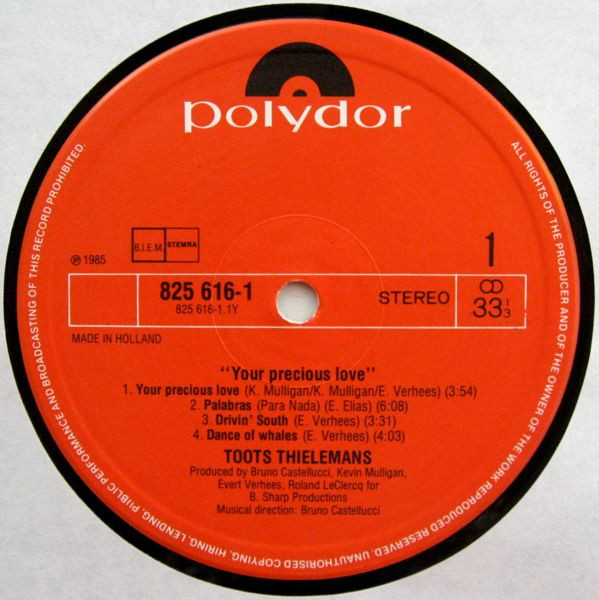 polydor
B.I.E.M. STEMRA
℗ 1985
1
825 616-1
825 616-1.1Y
STEREO
33 1/3
MADE IN HOLLAND
"Your precious love"
1. Your precious love (K. Mulligan/K. Mulligan/E. Verhees) (3:54)
2. Palabras (Para Nada) (E. Elias) (6:08)
3. Drivin' South (E. Verhees) (3:31)
4. Dance of whales (E. Verhees) (4:03)
TOOTS THIELEMANS
Produced by Bruno Castellucci, Kevin Mulligan,
Evert Verhees, Roland LeClercq for
B. Sharp Productions
Musical direction: Bruno Castellucci
ALL RIGHTS OF THE PRODUCER AND OF THE OWNER OF THE WORK REPRODUCED RESERVED. UNAUTHORISED COPYING, HIRING, LENDING, PUBLIC PERFORMANCE AND BROADCASTING OF THIS RECORD PROHIBITED.